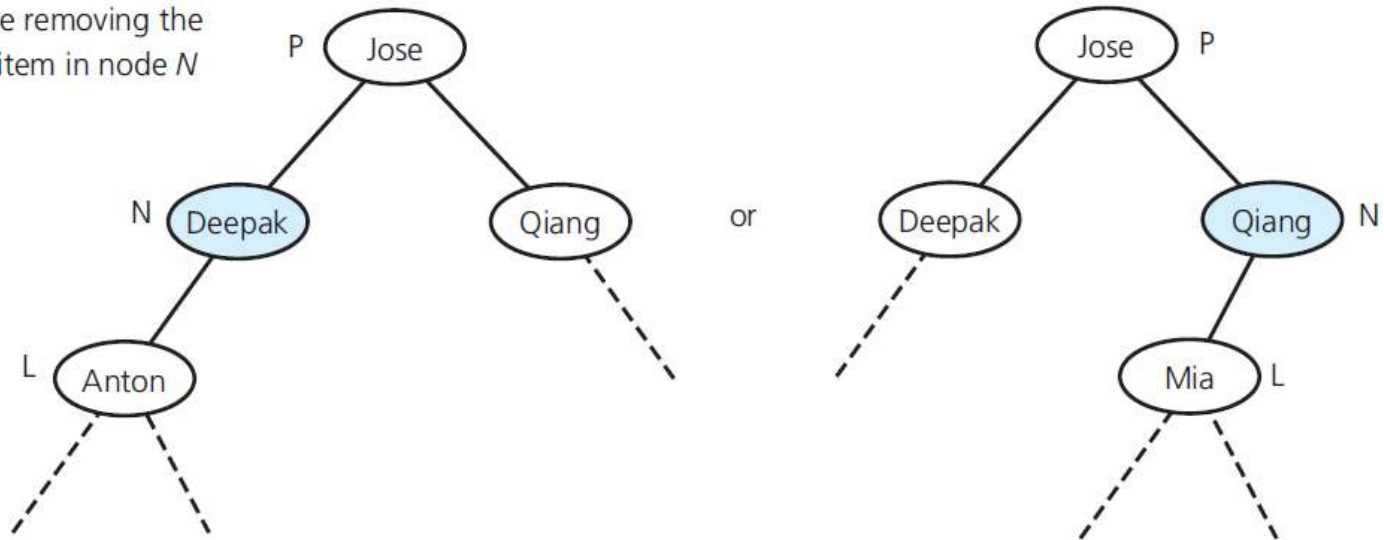 e removing the
item in node N
P Jose
N Deepak
Qiang
L Anton
or
Jose P
Deepak
Qiang N
Mia L